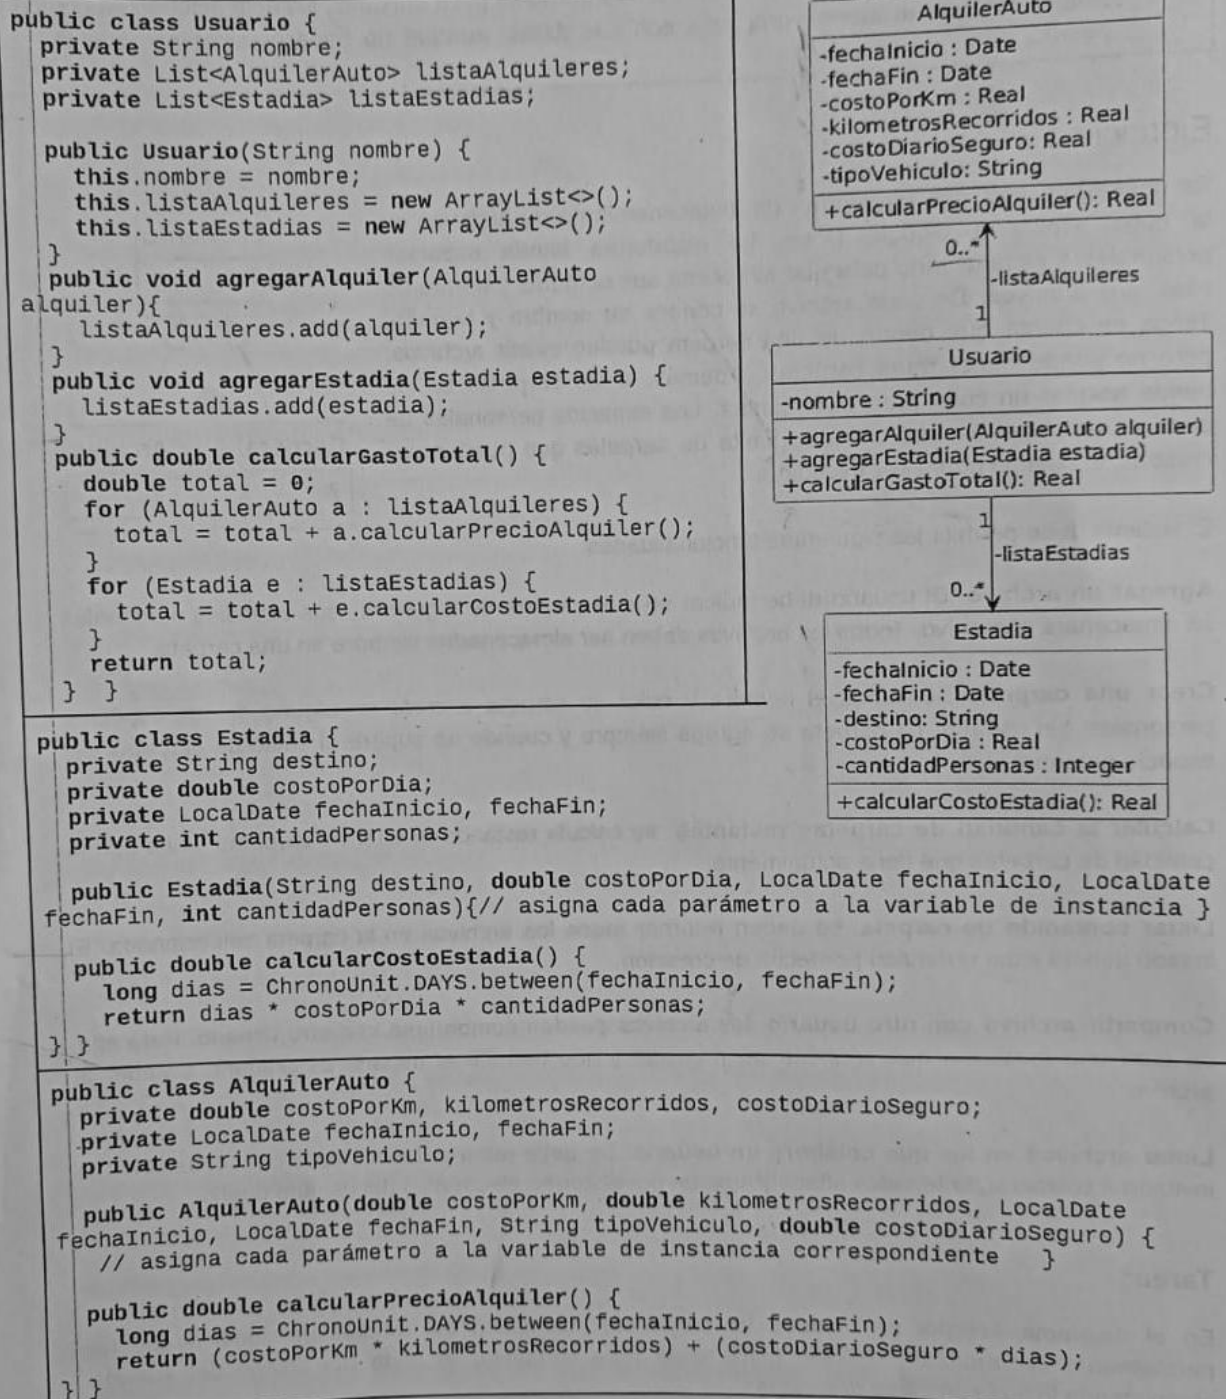 public class Usuario {
private String nombre;
private List<AlquilerAuto> listaAlquileres;
private List<Estadia> listaEstadias;
public Usuario(String nombre) {
this.nombre = nombre;
this.listaAlquileres = new ArrayList<>();
this.listaEstadias = new ArrayList<>();
}
public void agregarAlquiler(AlquilerAuto
alquiler){
listaAlquileres.add(alquiler);
}
public void agregarEstadia(Estadia estadia) {
listaEstadias.add(estadia);
}
public double calcularGastoTotal() {
double total = 0;
for (AlquilerAuto a : listaAlquileres) {
total = total + a.calcularPrecioAlquiler();
}
for (Estadia e : listaEstadias) {
total = total + e.calcularCostoEstadia();
}
return total;
} }
AlquilerAuto
-fechaInicio : Date
-fechaFin : Date
-costoPorKm : Real
-kilometrosRecorridos : Real
-costoDiarioSeguro: Real
-tipoVehiculo: String
+calcularPrecioAlquiler(): Real
0..*
-listaAlquileres
1
Usuario
-nombre : String
+agregarAlquiler(AlquilerAuto alquiler)
+agregarEstadia(Estadia estadia)
+calcularGastoTotal(): Real
1
-listaEstadias
0..*
Estadia
-fechaInicio : Date
-fechaFin : Date
-destino: String
-costoPorDia : Real
-cantidadPersonas : Integer
+calcularCostoEstadia(): Real
public class Estadia {
private String destino;
private double costoPorDia;
private LocalDate fechaInicio, fechaFin;
private int cantidadPersonas;
public Estadia(String destino, double costoPorDia, LocalDate fechaInicio, LocalDate
fechaFin, int cantidadPersonas){// asigna cada parámetro a la variable de instancia }
public double calcularCostoEstadia() {
long dias = ChronoUnit.DAYS.between(fechaInicio, fechaFin);
return dias * costoPorDia * cantidadPersonas;
} }
public class AlquilerAuto {
private double costoPorKm, kilometrosRecorridos, costoDiarioSeguro;
private LocalDate fechaInicio, fechaFin;
private String tipoVehiculo;
public AlquilerAuto(double costoPorKm, double kilometrosRecorridos, LocalDate
fechaInicio, LocalDate fechaFin, String tipoVehiculo, double costoDiarioSeguro) {
// asigna cada parámetro a la variable de instancia correspondiente }
public double calcularPrecioAlquiler() {
long dias = ChronoUnit.DAYS.between(fechaInicio, fechaFin);
return (costoPorKm * kilometrosRecorridos) + (costoDiarioSeguro * dias);
} }